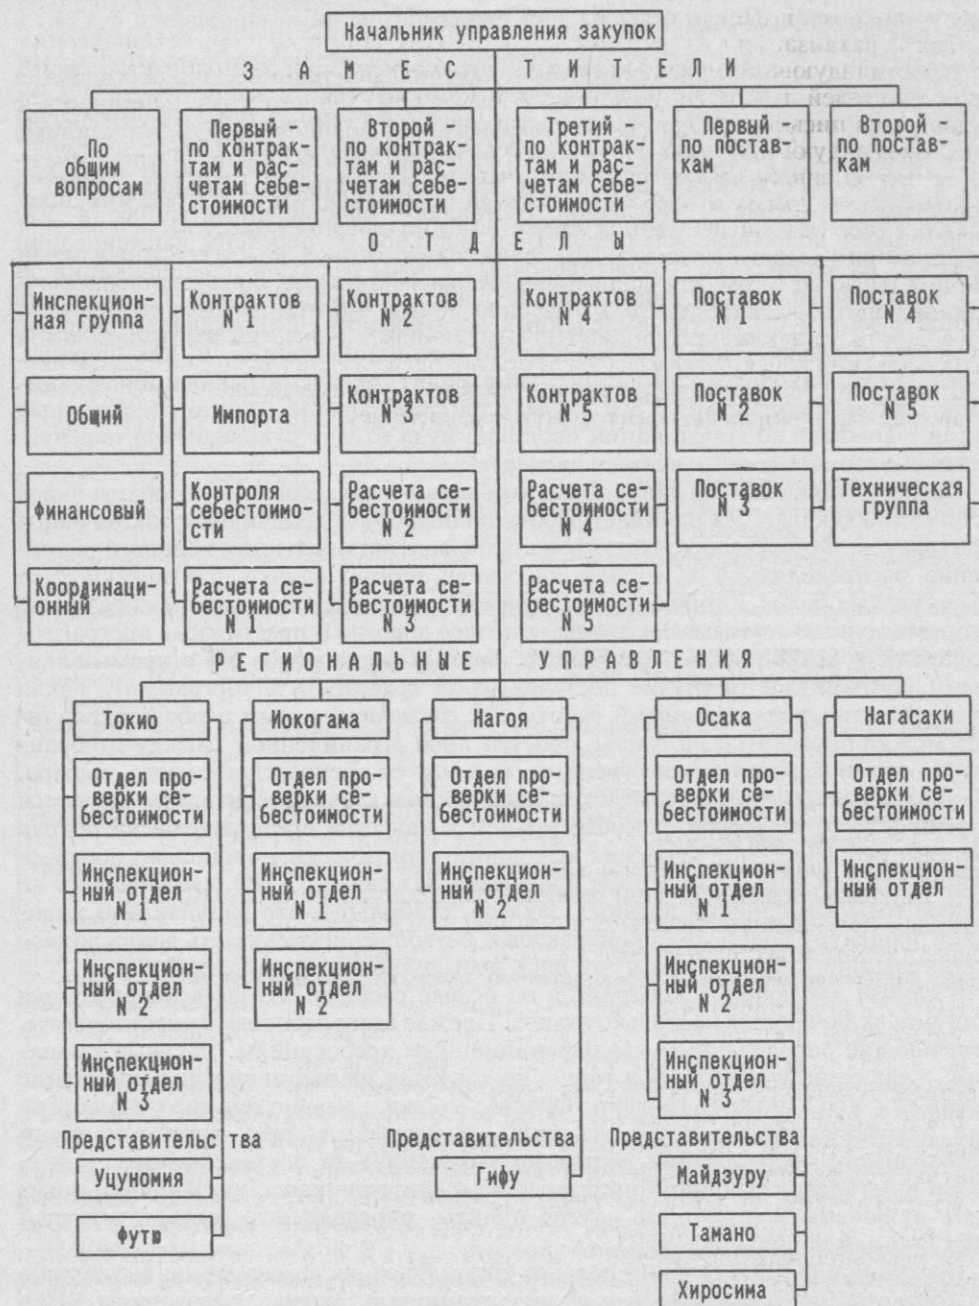 Начальник управления закупок
ЗАМЕСТИТЕЛИ
По
общим
вопросам
Первый
по контрак-
там и рас-
четам себе-
стоимости
Второй
по контрак-
там и рас-
четам себе-
стоимости
Третий
по контрак-
там и рас-
четам себе-
стоимости
Первый -
по постав-
кам
Второй -
по постав-
кам
ОТДЕЛЫ
Инспекцион-
ная группа
Контрактов
N 1
Контрактов
N 2
Контрактов
N 4
Поставок
N 1
Поставок
N 4
Общий
Импорта
Контрактов
N 3
Контрактов
N 5
Поставок
N 2
Поставок
N 5
Финансовый
Контроля
себестоимо-
сти
Расчета се-
бестоимости
N 2
Расчета се-
бестоимости
N 4
Поставок
N 3
Техническая
группа
Координаци-
онный
Расчета се-
бестоимости
N 1
Расчета се-
бестоимости
N 3
Расчета се-
бестоимости
N 5
РЕГИОНАЛЬНЫЕ УПРАВЛЕНИЯ
Токио
Иокогама
Нагоя
Осака
Нагасаки
Отдел про-
верки се-
бестоимости
Отдел про-
верки се-
бестоимости
Отдел про-
верки се-
бестоимости
Отдел про-
верки се-
бестоимости
Отдел про-
верки се-
бестоимости
Инспекцион-
ный отдел
N 1
Инспекцион-
ный отдел
N 1
Инспекцион-
ный отдел
N 2
Инспекцион-
ный отдел
N 1
Инспекцион-
ный отдел
Инспекцион-
ный отдел
N 2
Инспекцион-
ный отдел
N 2
Инспекцион-
ный отдел
N 2
Инспекцион-
ный отдел
N 3
Инспекцион-
ный отдел
N 3
Представительства
Представительства
Представительства
Уцуномия
Гифу
Майдзуру
Футю
Тамано
Хиросима